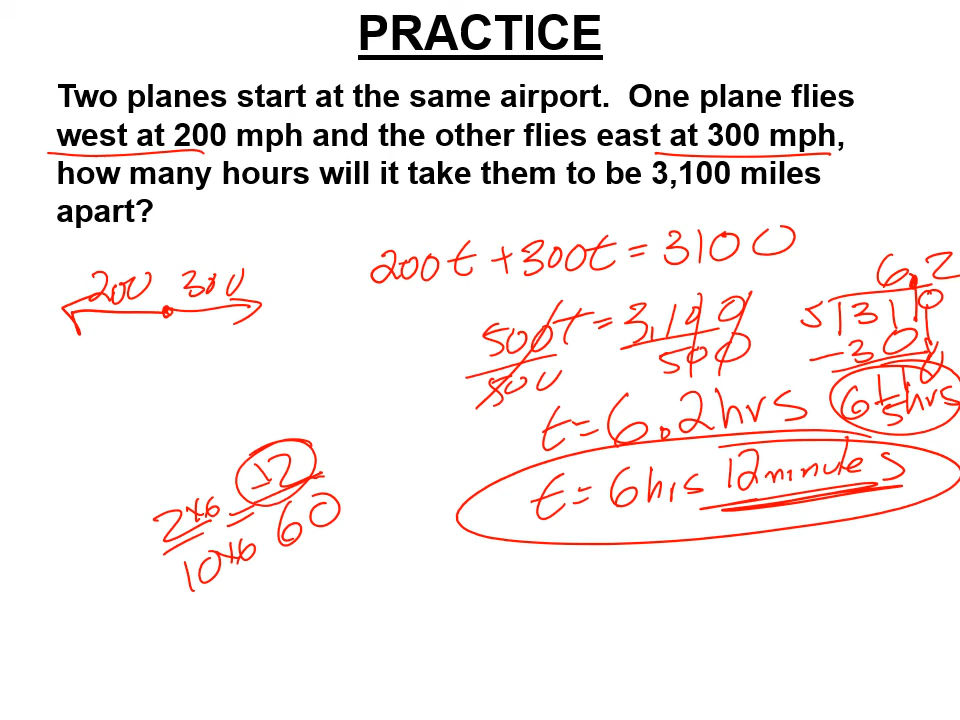 PRACTICE
Two planes start at the same airport. One plane flies
west at 200 mph and the other flies east at 300 mph,
how many hours will it take them to be 3,100 miles
apart?
200 300
200t + 300t = 3100
500t = 3,100
500 500
6.2
5 31.0
-30
10
t = 6.2 hrs
6 1/5 hrs
t = 6 hrs 12 minutes
2 x6 = 12
10 x6 60